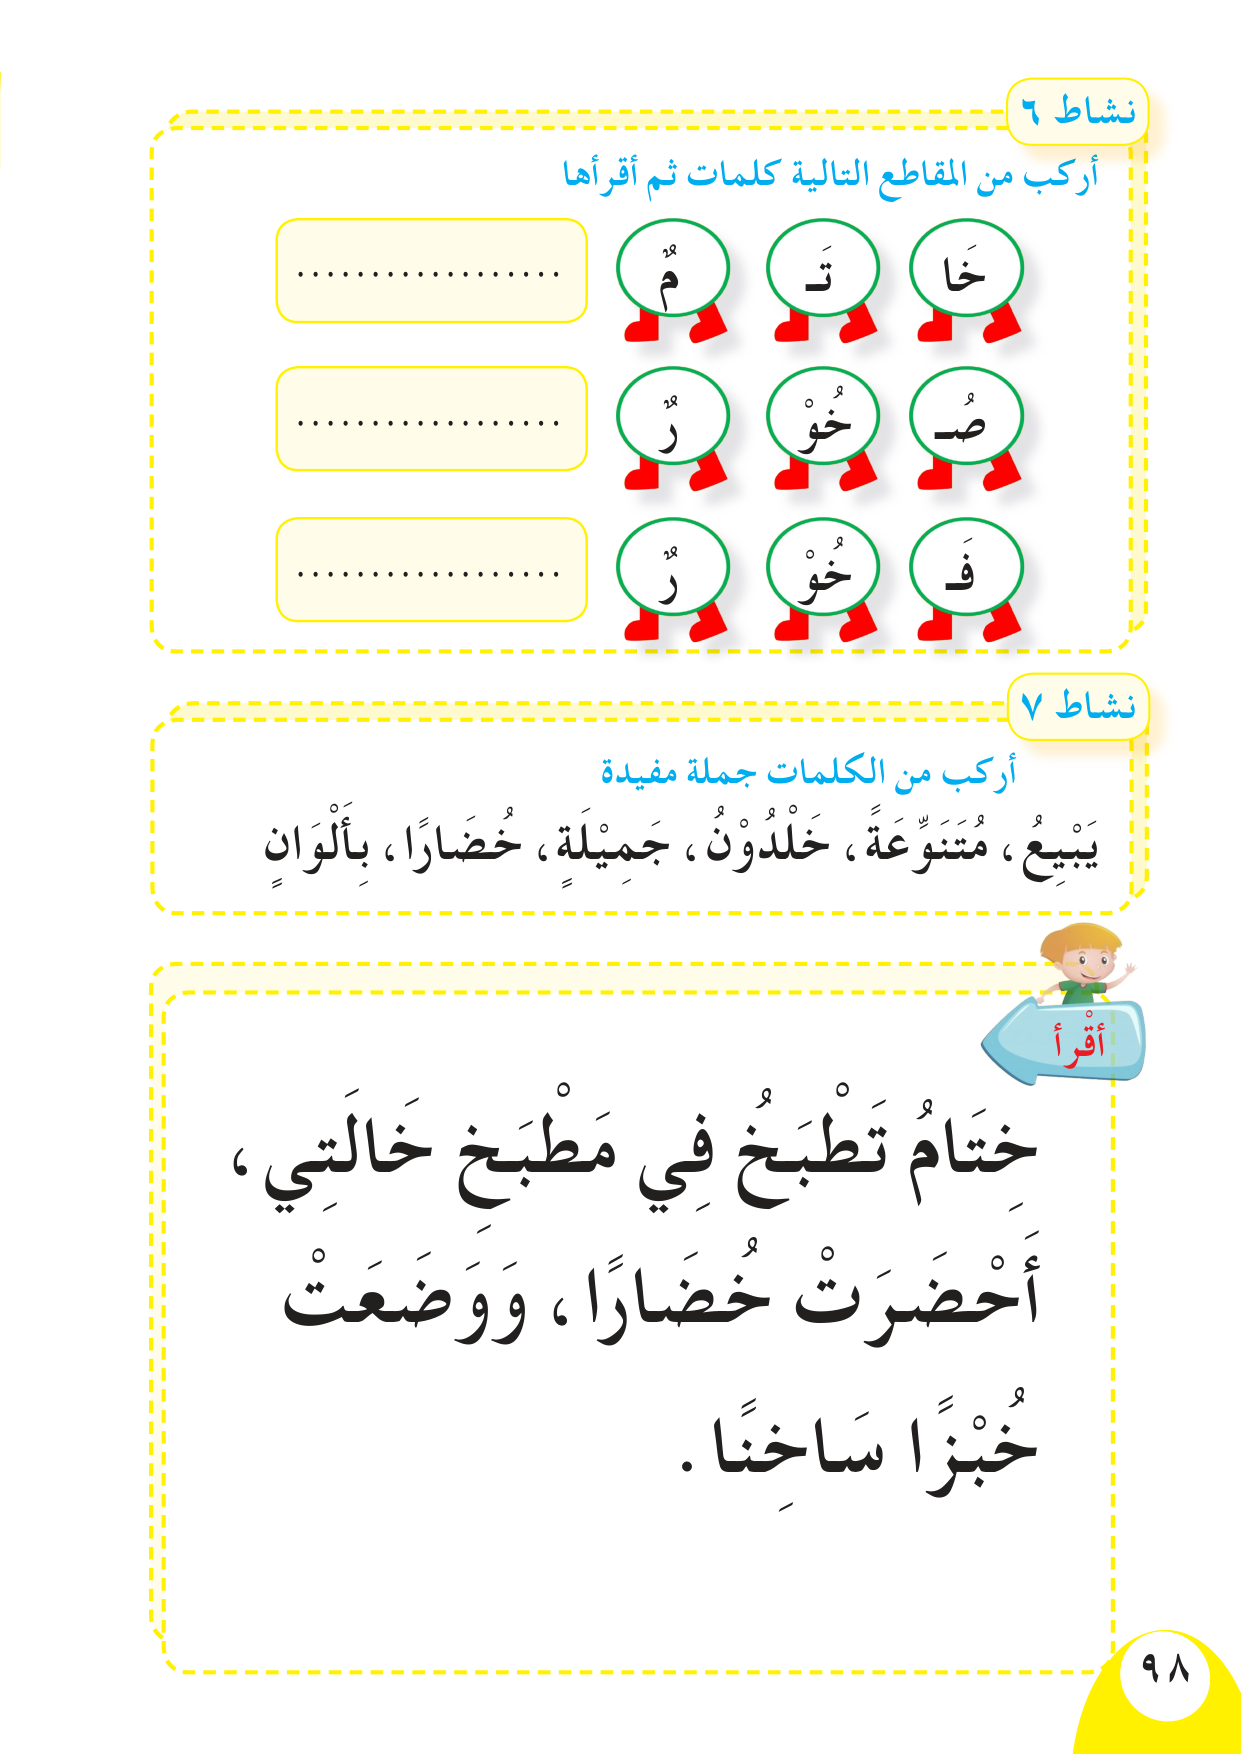 نشاط ٦
أركب من المقاطع التالية كلمات ثم أقرأها
خَا تَـ مٌ ..................
صُـ خُوْ رٌ ..................
فَـ خُوْ رٌ ..................
نشاط ٧
أركب من الكلمات جملة مفيدة
يَبْيِعُ، مُتَنَوِّعَةً، خَلْدُوْنُ، جَمِيْلَةٍ، خُضَارًا، بِأَلْوَانٍ
أقْرأ
خِتَامُ تَطْبَخُ فِي مَطْبَخِ خَالَتِي،
أَحْضَرَتْ خُضَارًا، وَوَضَعَتْ
خُبْزًا سَاخِنًا.
٩٨